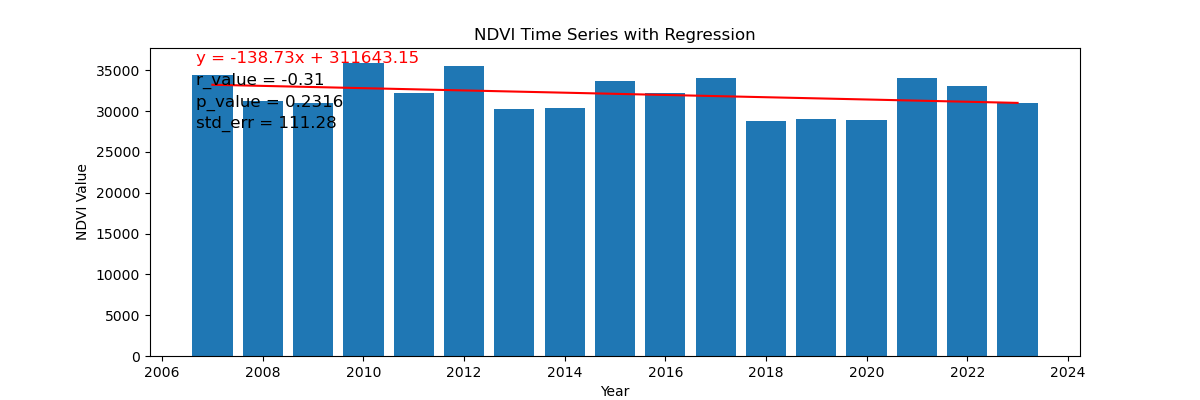 NDVI Time Series with Regression
y = -138.73x + 311643.15
r_value = -0.31
p_value = 0.2316
std_err = 111.28
NDVI Value
35000
30000
25000
20000
15000
10000
5000
0
2006 2008 2010 2012 2014 2016 2018 2020 2022 2024
Year